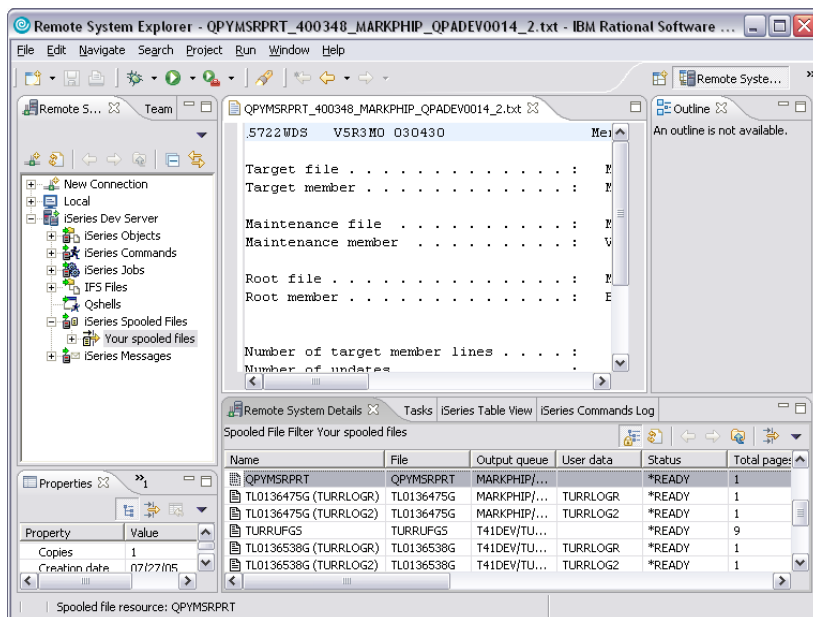 Remote System Explorer - QPYMSRPRT_400348_MARKPHIP_QPADEV0014_2.txt - IBM Rational Software ...
File Edit Navigate Search Project Run Window Help
Remote Syste...
»
Remote S... Team
QPYMSRPRT_400348_MARKPHIP_QPADEV0014_2.txt
Outline
An outline is not available.
New Connection
Local
iSeries Dev Server
iSeries Objects
iSeries Commands
iSeries Jobs
IFS Files
Qshells
iSeries Spooled Files
Your spooled files
iSeries Messages
5722WDS V5R3M0 030430
Target file . . . . . . . . . . . . . :
Target member . . . . . . . . . . . . :
Maintenance file . . . . . . . . . . :
Maintenance member . . . . . . . . . :
Root file . . . . . . . . . . . . . . :
Root member . . . . . . . . . . . . . :
Number of target member lines . . . . :
Number of updates
Remote System Details Tasks iSeries Table View iSeries Commands Log
Spooled File Filter Your spooled files
Name File Output queue User data Status Total pages
QPYMSRPRT QPYMSRPRT MARKPHIP/... *READY 1
TL0136475G (TURRLOGR) TL0136475G MARKPHIP/... TURRLOGR *READY 1
TL0136475G (TURRLOG2) TL0136475G MARKPHIP/... TURRLOG2 *READY 1
TURRUFGS TURRUFGS T41DEV/TU... *READY 9
TL0136538G (TURRLOGR) TL0136538G T41DEV/TU... TURRLOGR *READY 1
TL0136538G (TURRLOG2) TL0136538G T41DEV/TU... TURRLOG2 *READY 1
Properties »1
Property Value
Copies 1
Creation date 07/27/05
Spooled file resource: QPYMSRPRT